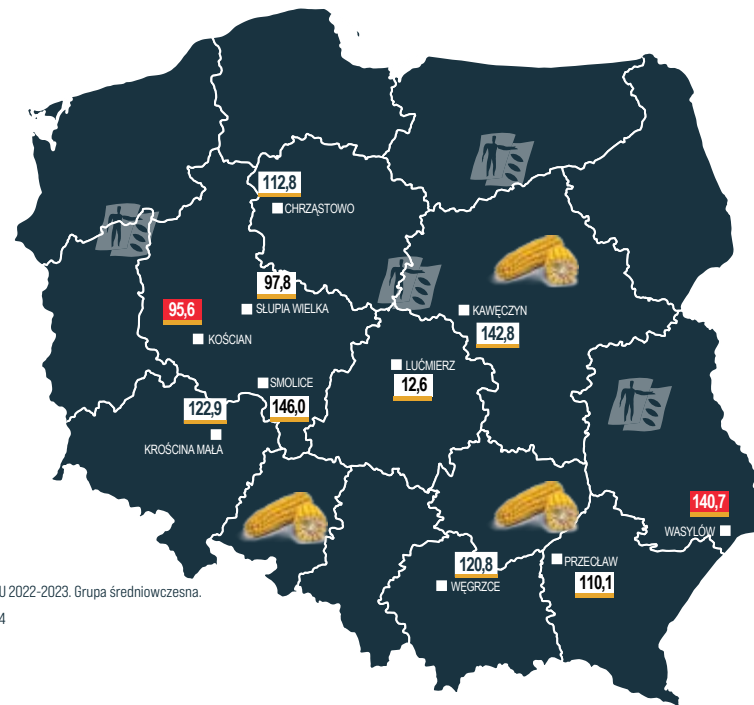 112,8
CHRZĄSTOWO
97,8
SŁUPIA WIELKA
95,6
KOŚCIAN
KAWĘCZYN
142,8
LUĆMIERZ
12,6
SMOLICE
146,0
122,9
KROŚCINA MAŁA
140,7
WASYLÓW
120,8
WĘGRZCE
PRZECŁAW
110,1
U 2022-2023. Grupa średniowczesna.
4